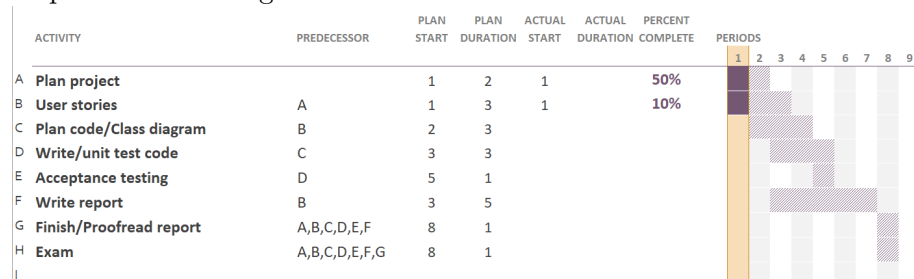 PLAN PLAN ACTUAL ACTUAL PERCENT
ACTIVITY PREDECESSOR START DURATION START DURATION COMPLETE PERIODS
1 2 3 4 5 6 7 8 9
A Plan project 1 2 1 50%
B User stories A 1 3 1 10%
C Plan code/Class diagram B 2 3
D Write/unit test code C 3 3
E Acceptance testing D 5 1
F Write report B 3 5
G Finish/Proofread report A,B,C,D,E,F 8 1
H Exam A,B,C,D,E,F,G 8 1